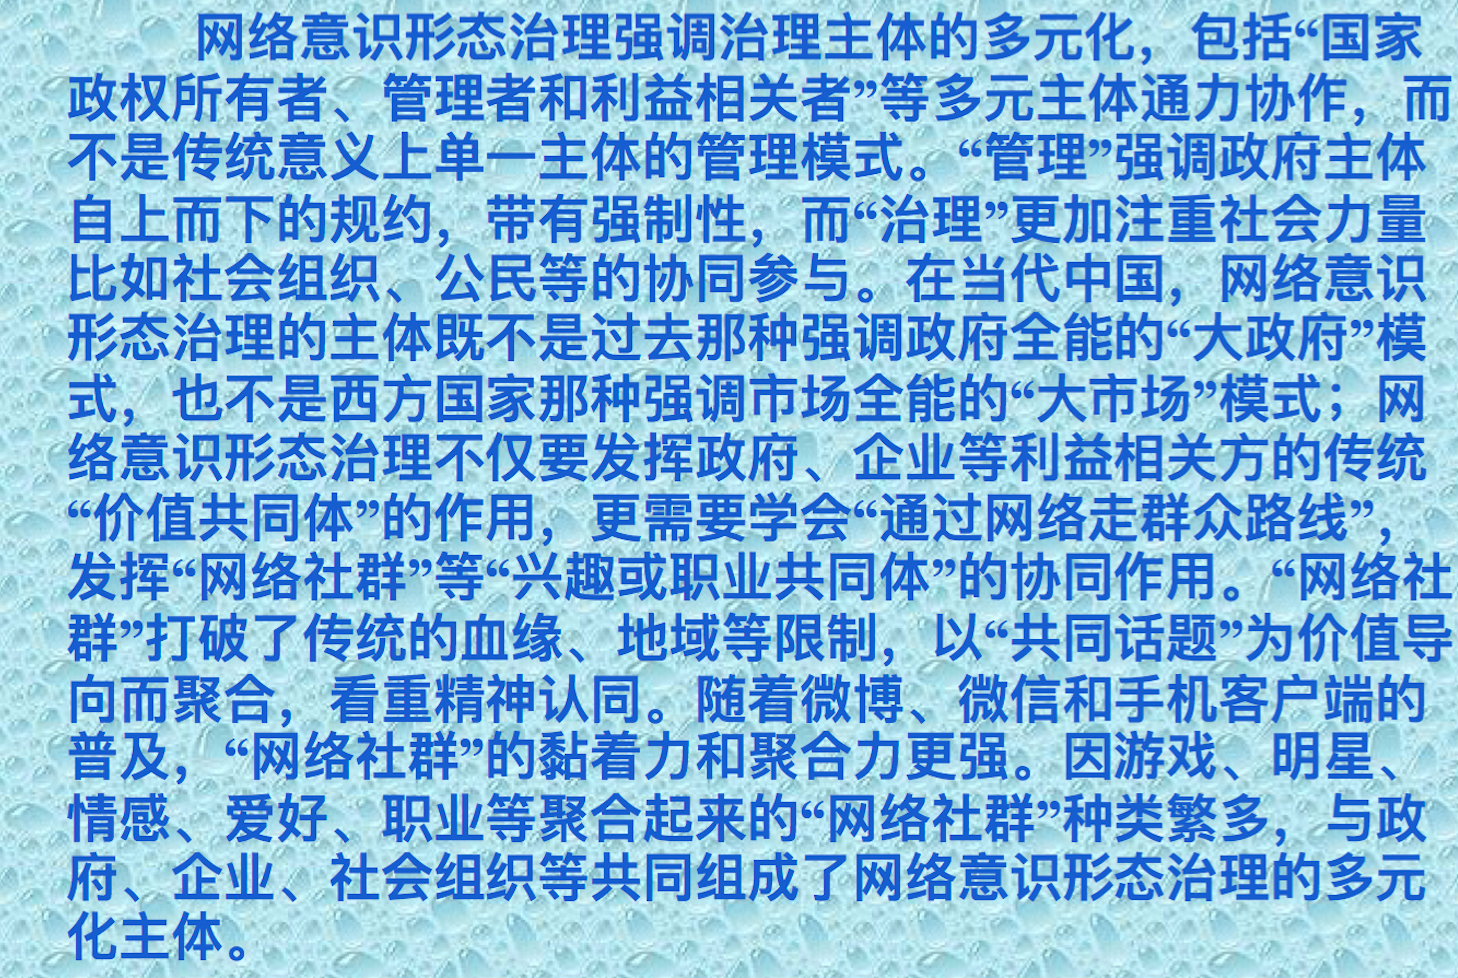 网络意识形态治理强调治理主体的多元化，包括“国家
政权所有者、管理者和利益相关者”等多元主体通力协作，而
不是传统意义上单一主体的管理模式。“管理”强调政府主体
自上而下的规约，带有强制性，而“治理”更加注重社会力量
比如社会组织、公民等的协同参与。在当代中国，网络意识
形态治理的主体既不是过去那种强调政府全能的“大政府”模
式，也不是西方国家那种强调市场全能的“大市场”模式；网
络意识形态治理不仅要发挥政府、企业等利益相关方的传统
“价值共同体”的作用，更需要学会“通过网络走群众路线”，
发挥“网络社群”等“兴趣或职业共同体”的协同作用。“网络社
群”打破了传统的血缘、地域等限制，以“共同话题”为价值导
向而聚合，看重精神认同。随着微博、微信和手机客户端的
普及，“网络社群”的黏着力和聚合力更强。因游戏、明星、
情感、爱好、职业等聚合起来的“网络社群”种类繁多，与政
府、企业、社会组织等共同组成了网络意识形态治理的多元
化主体。